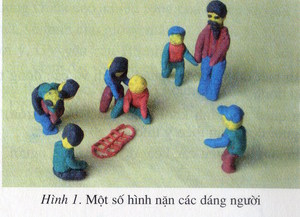 Hình 1. Một số hình nặn các dáng người